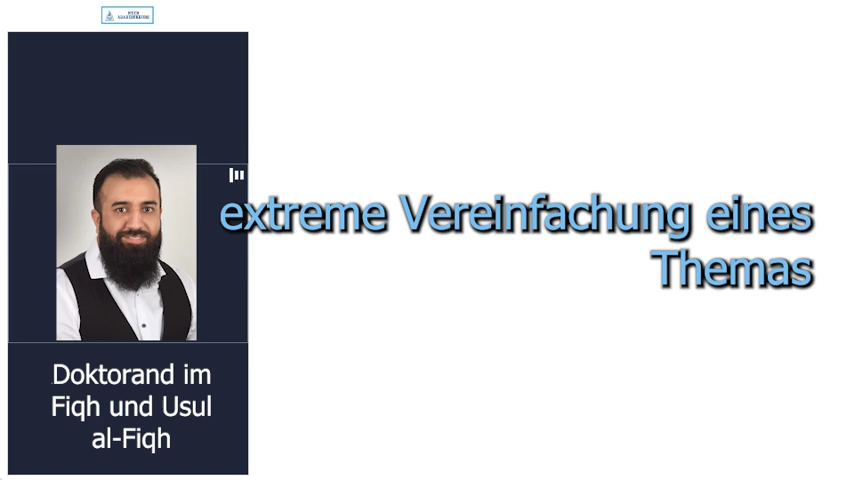 extreme Vereinfachung eines
Themas
Doktorand im
Fiqh und Usul
al-Fiqh